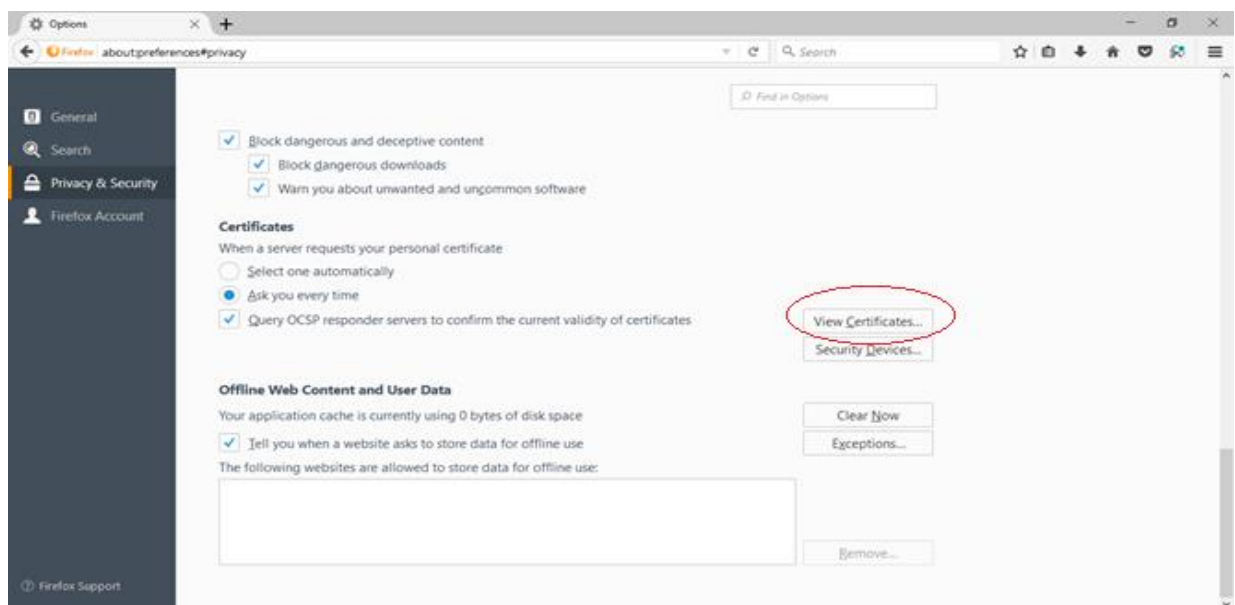 Options
Firefox about:preferences#privacy
Search
Find in Options
General
Search
Privacy & Security
Firefox Account
Block dangerous and deceptive content
Block dangerous downloads
Warn you about unwanted and uncommon software
Certificates
When a server requests your personal certificate
Select one automatically
Ask you every time
Query OCSP responder servers to confirm the current validity of certificates
View Certificates...
Security Devices...
Offline Web Content and User Data
Your application cache is currently using 0 bytes of disk space
Clear Now
Tell you when a website asks to store data for offline use
Exceptions...
The following websites are allowed to store data for offline use:
Remove...
Firefox Support